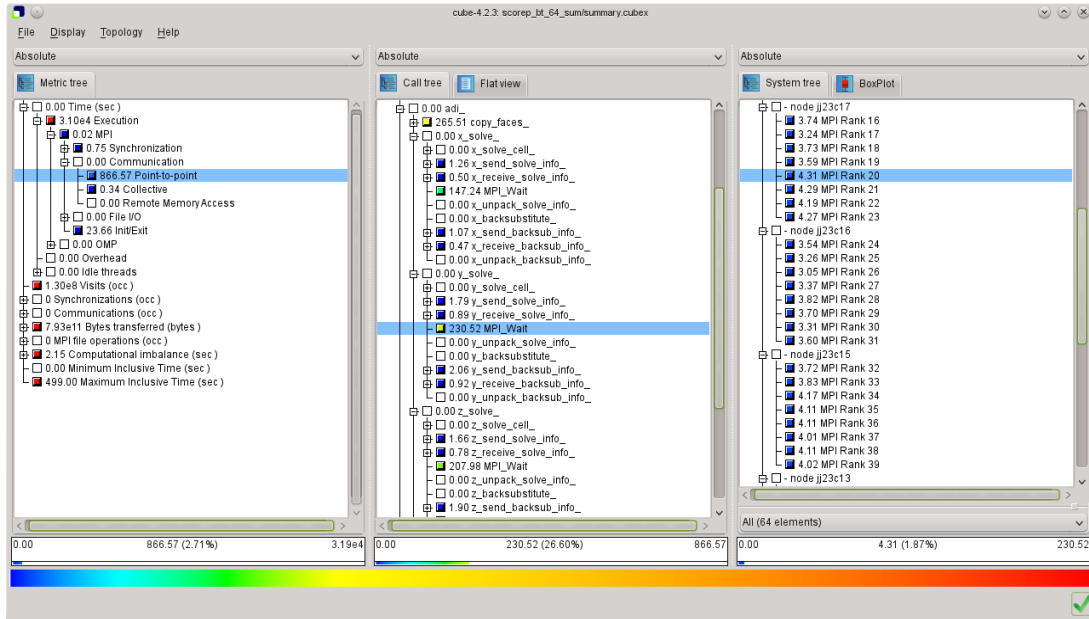 cube-4.2.3: scorep_bt_64_sum/summary.cubex
File Display Topology Help
Absolute
Metric tree
0.00 Time (sec)
3.10e4 Execution
0.02 MPI
0.75 Synchronization
0.00 Communication
866.57 Point-to-point
0.34 Collective
0.00 Remote Memory Access
0.00 File I/O
23.66 Init/Exit
0.00 OMP
0.00 Overhead
0.00 Idle threads
1.30e8 Visits (occ)
0 Synchronizations (occ)
0 Communications (occ)
7.93e11 Bytes transferred (bytes)
0 MPI file operations (occ)
2.15 Computational imbalance (sec)
0.00 Minimum Inclusive Time (sec)
499.00 Maximum Inclusive Time (sec)
0.00 866.57 (2.71%) 3.19e4
Absolute
Call tree Flat view
0.00 adi_
265.51 copy_faces_
0.00 x_solve_
0.00 x_solve_cell_
1.26 x_send_solve_info_
0.50 x_receive_solve_info_
147.24 MPI_Wait
0.00 x_unpack_solve_info_
0.00 x_backsubstitute_
1.07 x_send_backsub_info_
0.47 x_receive_backsub_info_
0.00 x_unpack_backsub_info_
0.00 y_solve_
0.00 y_solve_cell_
1.79 y_send_solve_info_
0.89 y_receive_solve_info_
230.52 MPI_Wait
0.00 y_unpack_solve_info_
0.00 y_backsubstitute_
2.06 y_send_backsub_info_
0.92 y_receive_backsub_info_
0.00 y_unpack_backsub_info_
0.00 z_solve_
0.00 z_solve_cell_
1.66 z_send_solve_info_
0.78 z_receive_solve_info_
207.98 MPI_Wait
0.00 z_unpack_solve_info_
0.00 z_backsubstitute_
1.90 z_send_backsub_info_
0.00 230.52 (26.60%) 866.57
Absolute
System tree BoxPlot
- node jj23c17
3.74 MPI Rank 16
3.24 MPI Rank 17
3.73 MPI Rank 18
3.59 MPI Rank 19
4.31 MPI Rank 20
4.29 MPI Rank 21
4.19 MPI Rank 22
4.27 MPI Rank 23
- node jj23c16
3.54 MPI Rank 24
3.26 MPI Rank 25
3.05 MPI Rank 26
3.37 MPI Rank 27
3.82 MPI Rank 28
3.70 MPI Rank 29
3.31 MPI Rank 30
3.60 MPI Rank 31
- node jj23c15
3.72 MPI Rank 32
3.83 MPI Rank 33
4.17 MPI Rank 34
4.11 MPI Rank 35
4.11 MPI Rank 36
4.01 MPI Rank 37
4.11 MPI Rank 38
4.02 MPI Rank 39
- node jj23c13
All (64 elements)
0.00 4.31 (1.87%) 230.52